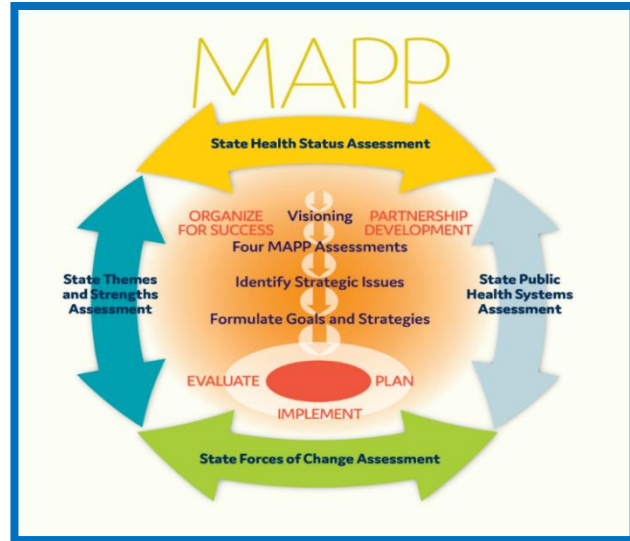 MAPP
State Health Status Assessment
ORGANIZE
FOR SUCCESS
Visioning
PARTNERSHIP
DEVELOPMENT
Four MAPP Assessments
State Themes
and Strengths
Assessment
Identify Strategic Issues
State Public
Health Systems
Assessment
Formulate Goals and Strategies
EVALUATE
PLAN
IMPLEMENT
State Forces of Change Assessment